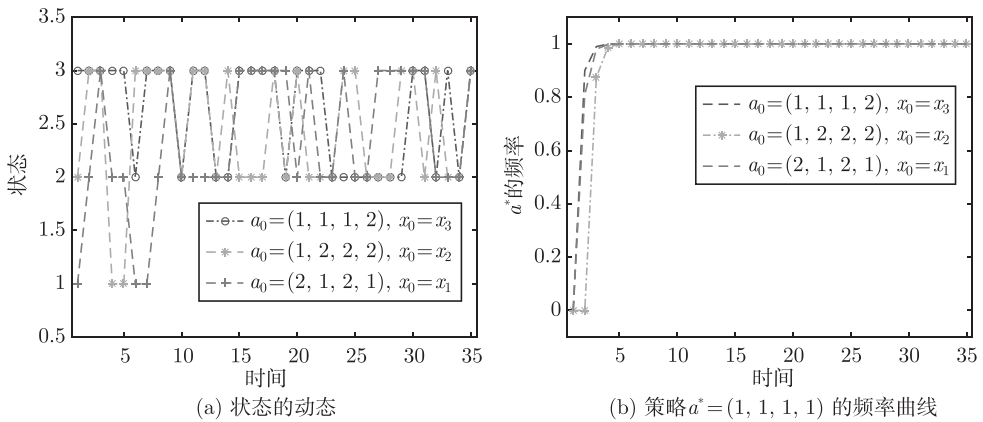 3.5
3
2.5
2
1.5
1
0.5
状态
5 10 15 20 25 30 35
时间
a₀=(1, 1, 1, 2), x₀=x₃
a₀=(1, 2, 2, 2), x₀=x₂
a₀=(2, 1, 2, 1), x₀=x₁
(a) 状态的动态
1
0.8
0.6
0.4
0.2
0
a*的频率
5 10 15 20 25 30 35
时间
a₀=(1, 1, 1, 2), x₀=x₃
a₀=(1, 2, 2, 2), x₀=x₂
a₀=(2, 1, 2, 1), x₀=x₁
(b) 策略a*=(1, 1, 1, 1) 的频率曲线